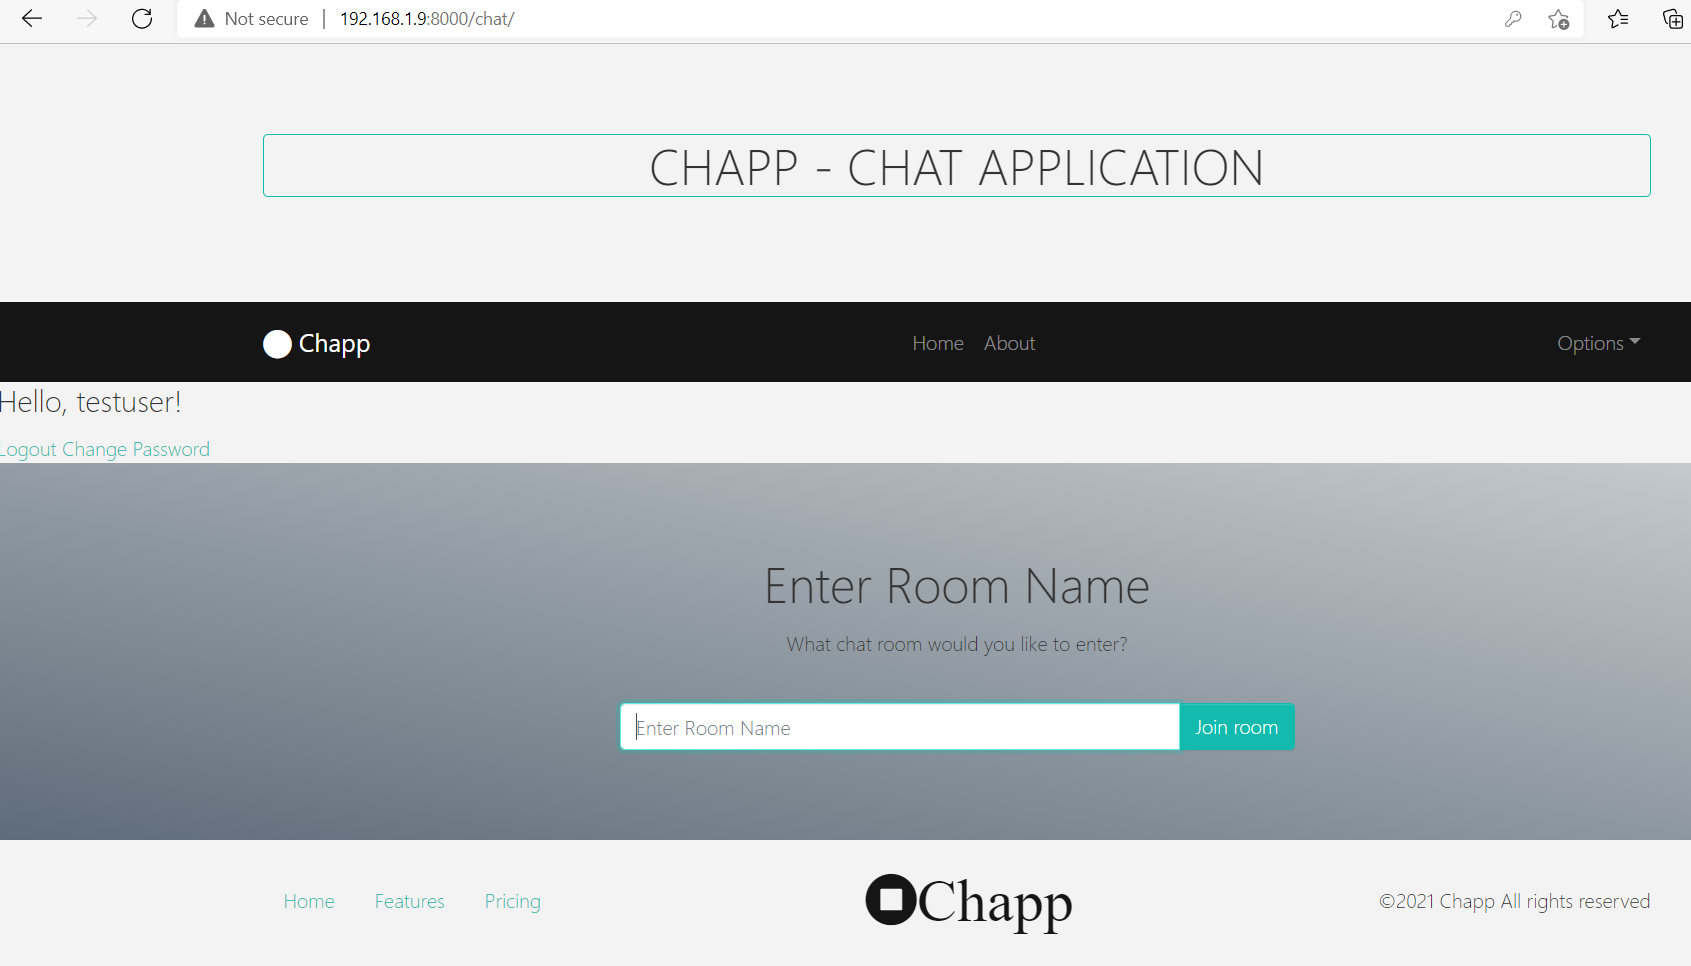 Not secure | 192.168.1.9:8000/chat/
CHAPP - CHAT APPLICATION
Chapp Home About Options
Hello, testuser!
Logout Change Password
Enter Room Name
What chat room would you like to enter?
Enter Room Name Join room
Home Features Pricing Chapp ©2021 Chapp All rights reserved